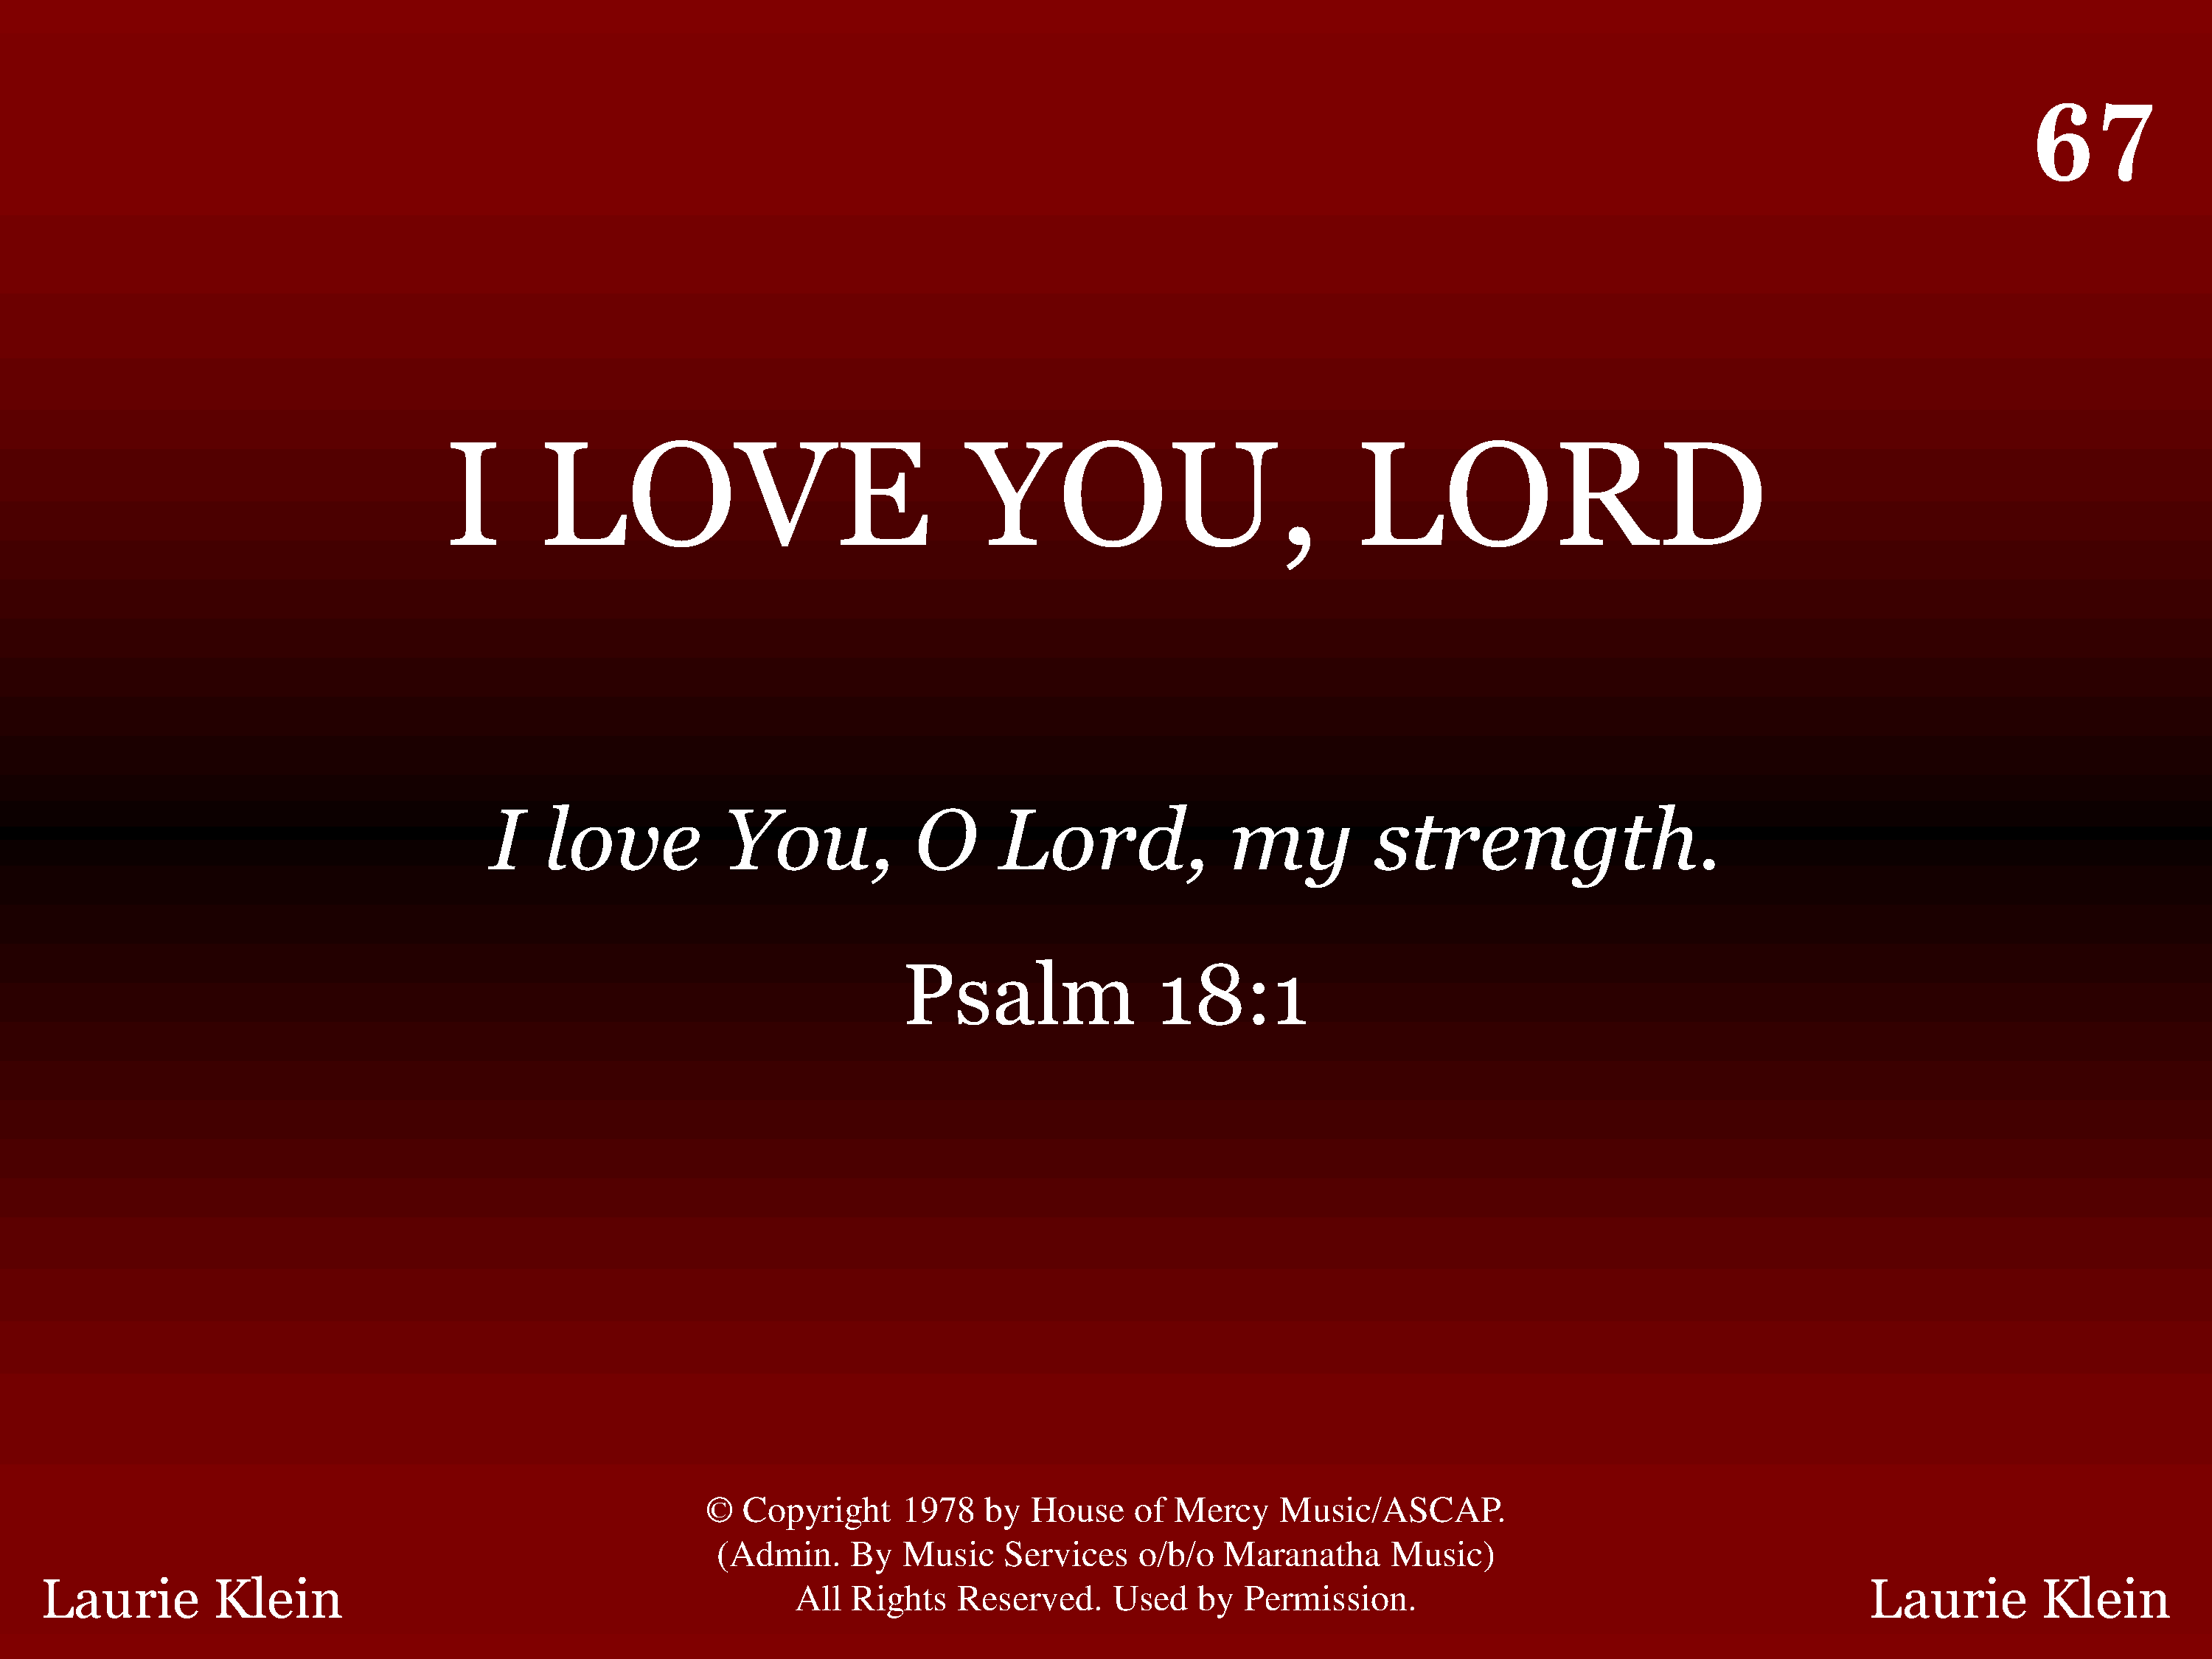 67
I LOVE YOU, LORD
I love You, O Lord, my strength.
Psalm 18:1
© Copyright 1978 by House of Mercy Music/ASCAP.
(Admin. By Music Services o/b/o Maranatha Music)
All Rights Reserved. Used by Permission.
Laurie Klein
Laurie Klein